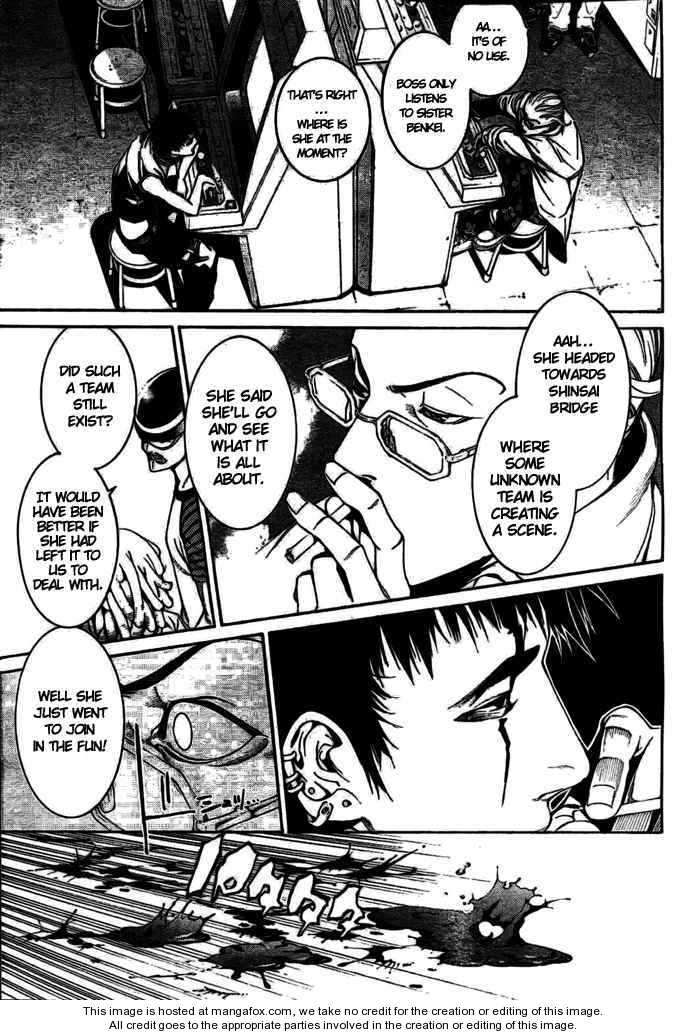 AA...
IT'S OF
NO USE.
BOSS ONLY
LISTENS
TO SISTER
BENKEI.
THAT'S RIGHT
...
WHERE IS
SHE AT THE
MOMENT?
AAH...
SHE HEADED
TOWARDS
SHINSAI
BRIDGE
WHERE
SOME
UNKNOWN
TEAM IS
CREATING
A SCENE.
SHE SAID
SHE'LL GO
AND SEE
WHAT IT
IS ALL
ABOUT.
DID SUCH
A TEAM
STILL
EXIST?
IT WOULD
HAVE BEEN
BETTER IF
SHE HAD
LEFT IT TO
US TO
DEAL WITH.
WELL SHE
JUST WENT
TO JOIN
IN THE FUN!
This image is hosted at mangafox.com, we take no credit for the creation or editing of this image.
All credit goes to the appropriate parties involved in the creation or editing of this image.